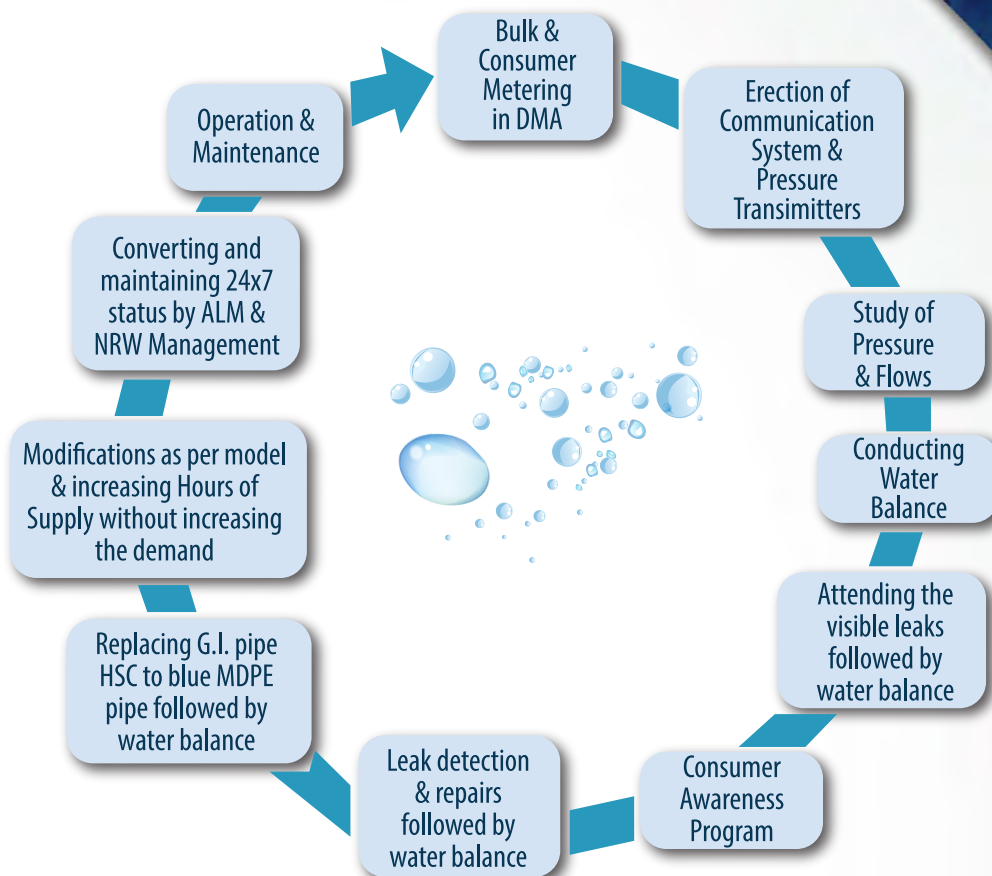 Bulk &
Consumer
Metering
in DMA
Erection of
Communication
System &
Pressure
Transimitters
Study of
Pressure
& Flows
Conducting
Water
Balance
Attending the
visible leaks
followed by
water balance
Consumer
Awareness
Program
Leak detection
& repairs
followed by
water balance
Replacing G.I. pipe
HSC to blue MDPE
pipe followed by
water balance
Modifications as per model
& increasing Hours of
Supply without increasing
the demand
Converting and
maintaining 24x7
status by ALM &
NRW Management
Operation &
Maintenance